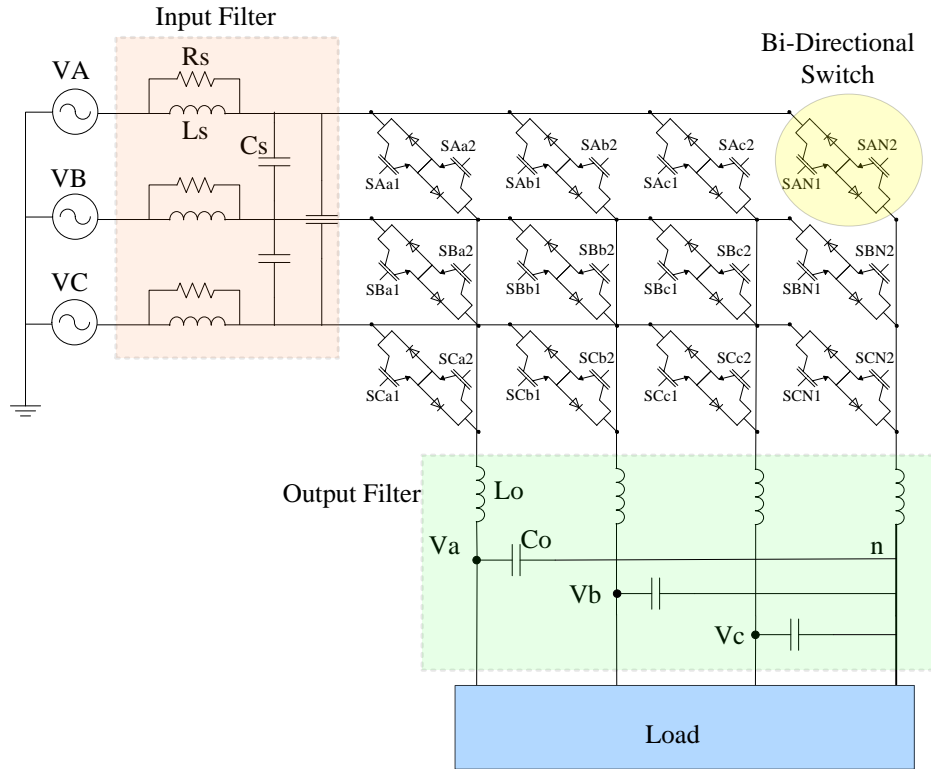 Input Filter
Bi-Directional
Switch
VA
Rs
Ls
Cs
SAa2
SAa1
SAb2
SAb1
SAc2
SAc1
SAN2
SAN1
VB
SBa2
SBa1
SBb2
SBb1
SBc2
SBc1
SBN2
SBN1
VC
SCa2
SCa1
SCb2
SCb1
SCc2
SCc1
SCN2
SCN1
Output Filter
Lo
Va
Co
n
Vb
Vc
Load